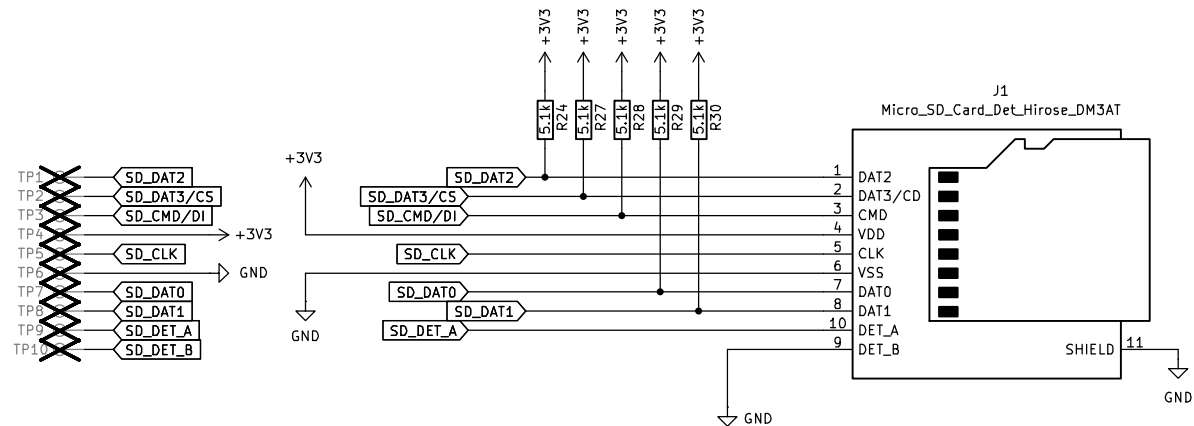 +3V3 +3V3 +3V3 +3V3 +3V3
5.1k R24 5.1k R27 5.1k R28 5.1k R29 5.1k R30
J1
Micro_SD_Card_Det_Hirose_DM3AT
+3V3
TP1 SD_DAT2 SD_DAT2 1 DAT2
TP2 SD_DAT3/CS SD_DAT3/CS 2 DAT3/CD
TP3 SD_CMD/DI SD_CMD/DI 3 CMD
TP4 +3V3 4 VDD
TP5 SD_CLK SD_CLK 5 CLK
TP6 GND 6 VSS
TP7 SD_DAT0 SD_DAT0 7 DAT0
TP8 SD_DAT1 SD_DAT1 8 DAT1
TP9 SD_DET_A SD_DET_A 10 DET_A
GND
TP10 SD_DET_B 9 DET_B SHIELD 11
GND
GND